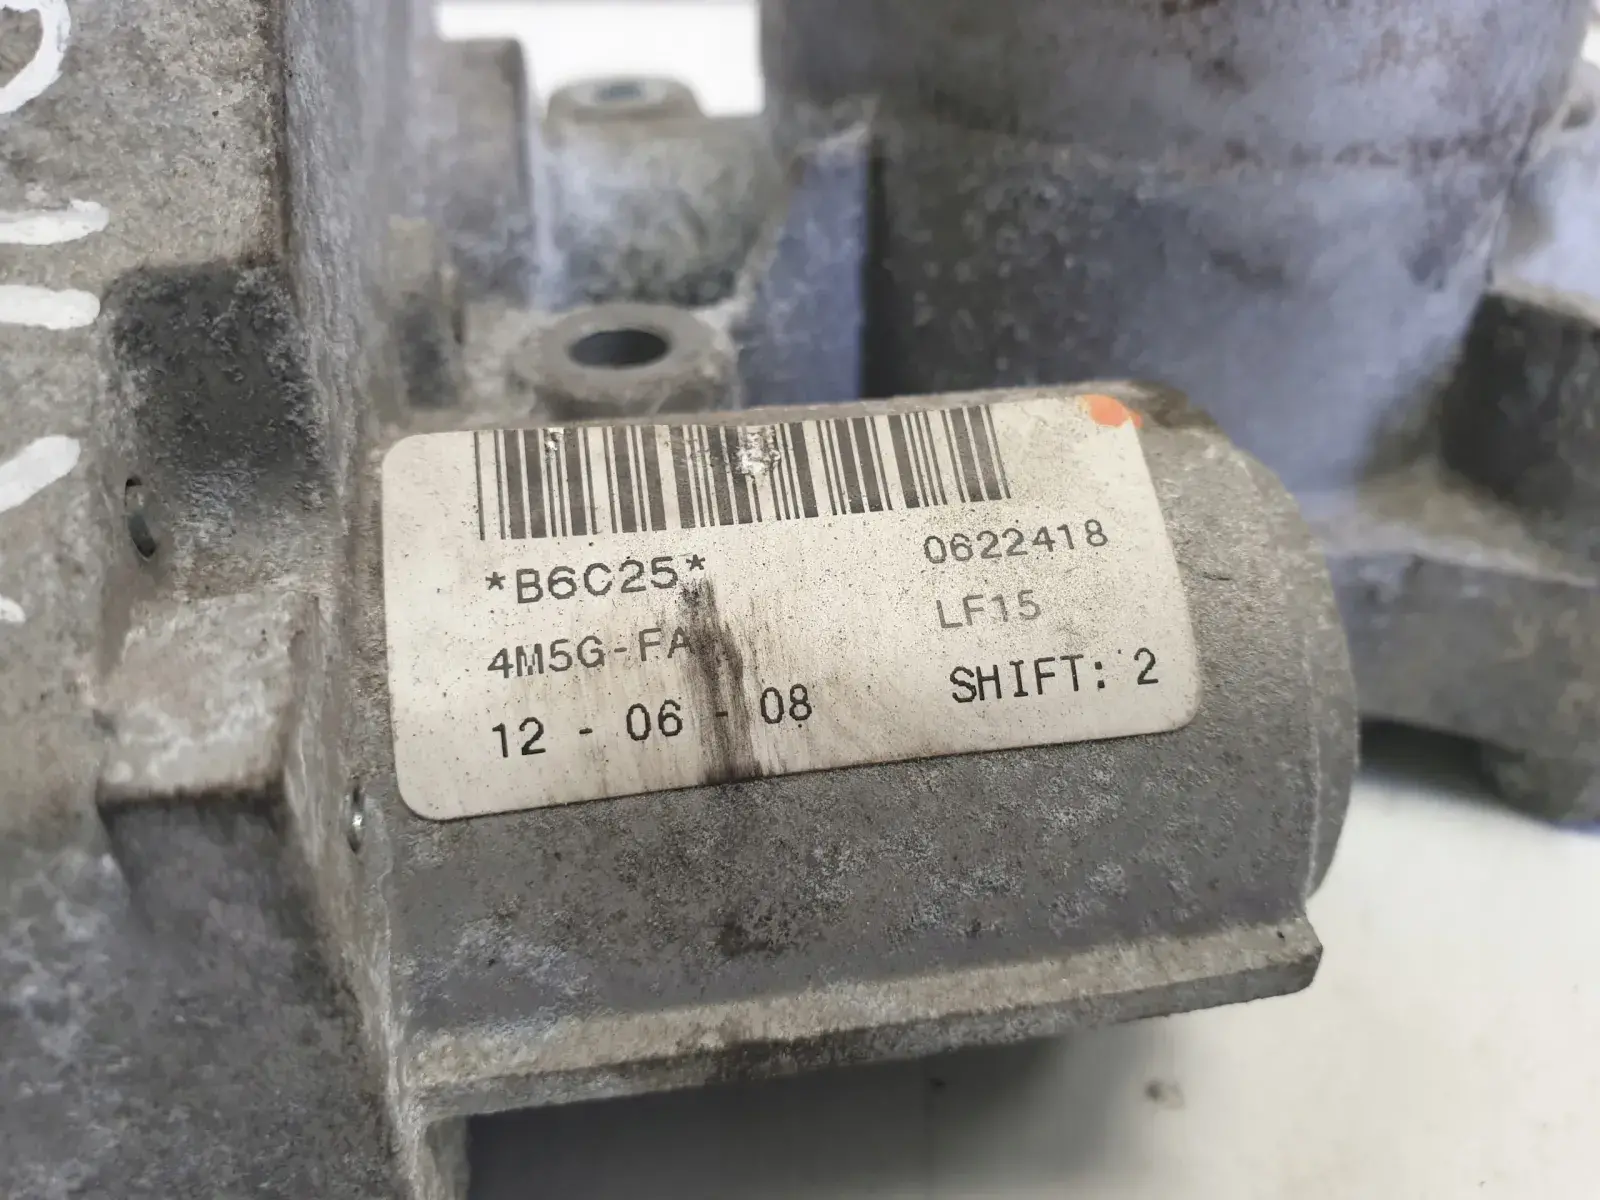 *B6C25* 0622418
4M5G-FA LF15
12 - 06 - 08 SHIFT: 2